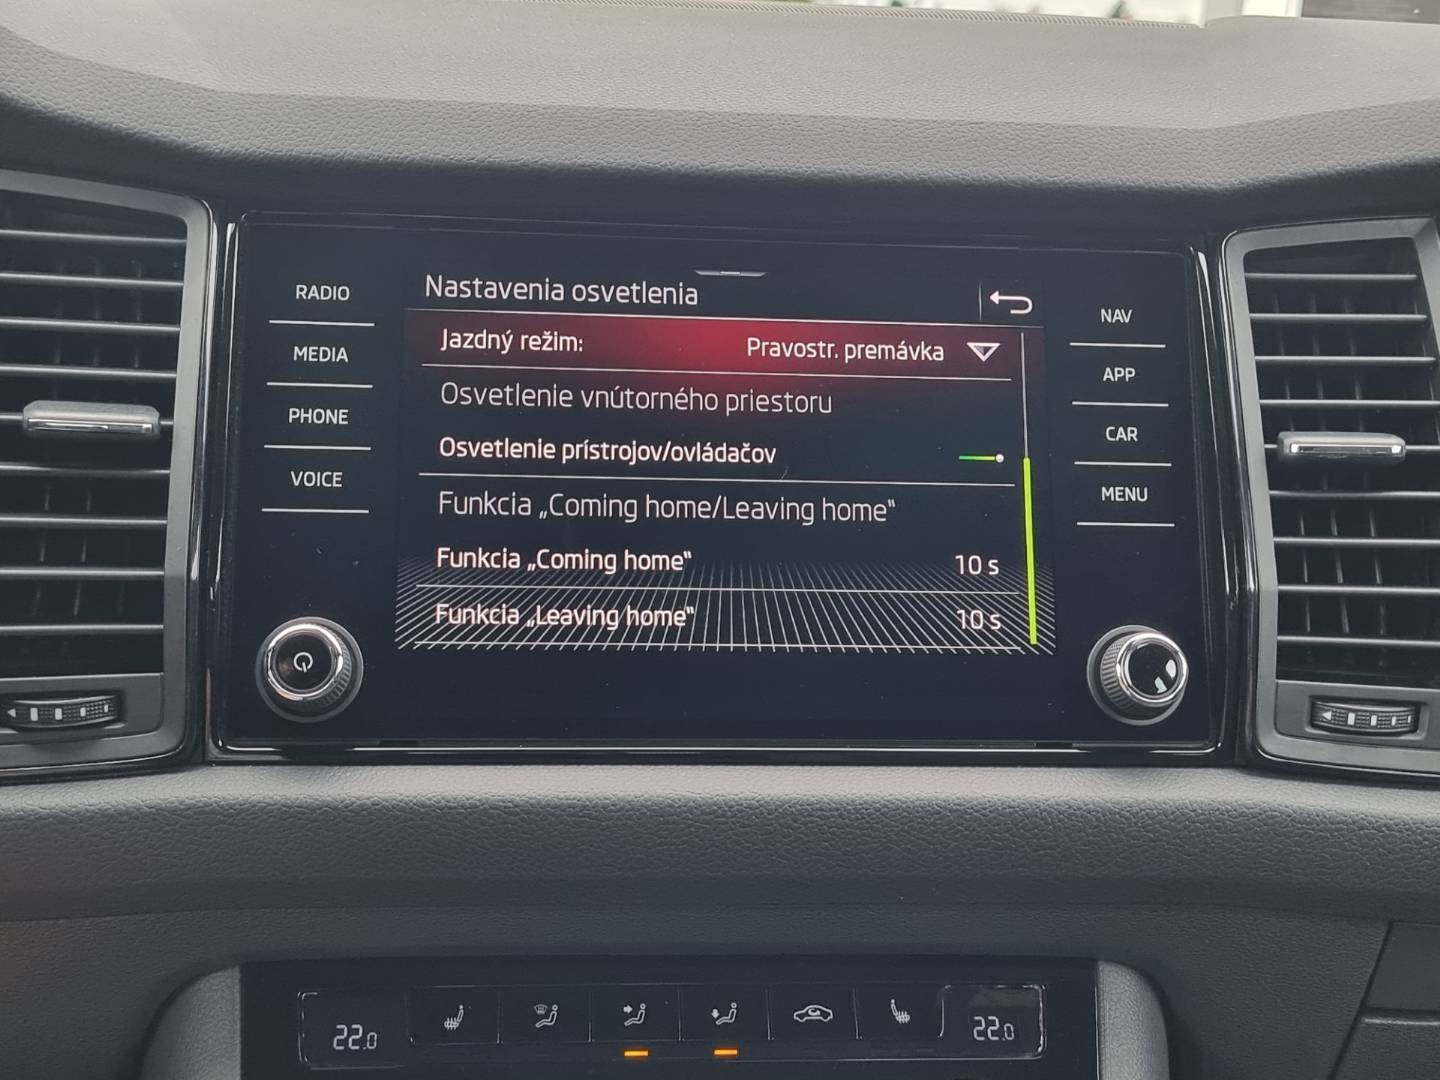 RADIO
MEDIA
PHONE
VOICE
Nastavenia osvetlenia
Jazdný režim: Pravostr. premávka
Osvetlenie vnútorného priestoru
Osvetlenie prístrojov/ovládačov
Funkcia „Coming home/Leaving home“
Funkcia „Coming home“ 10 s
Funkcia „Leaving home“ 10 s
NAV
APP
CAR
MENU
22.0
22.0